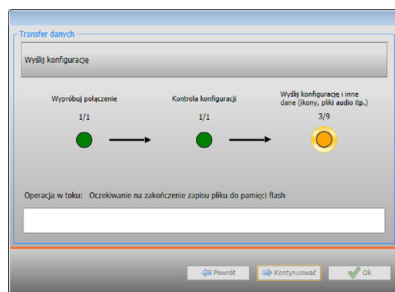 Transfer danych
Wyślij konfigurację
Wypróbuj połączenie
1/1
Kontrola konfiguracji
1/1
Wyślij konfigurację i inne
dane (ikony, pliki audio itp.)
3/9
Operacja w toku: Oczekiwanie na zakończenie zapisu pliku do pamięci flash
Powrót
Kontynuować
Ok